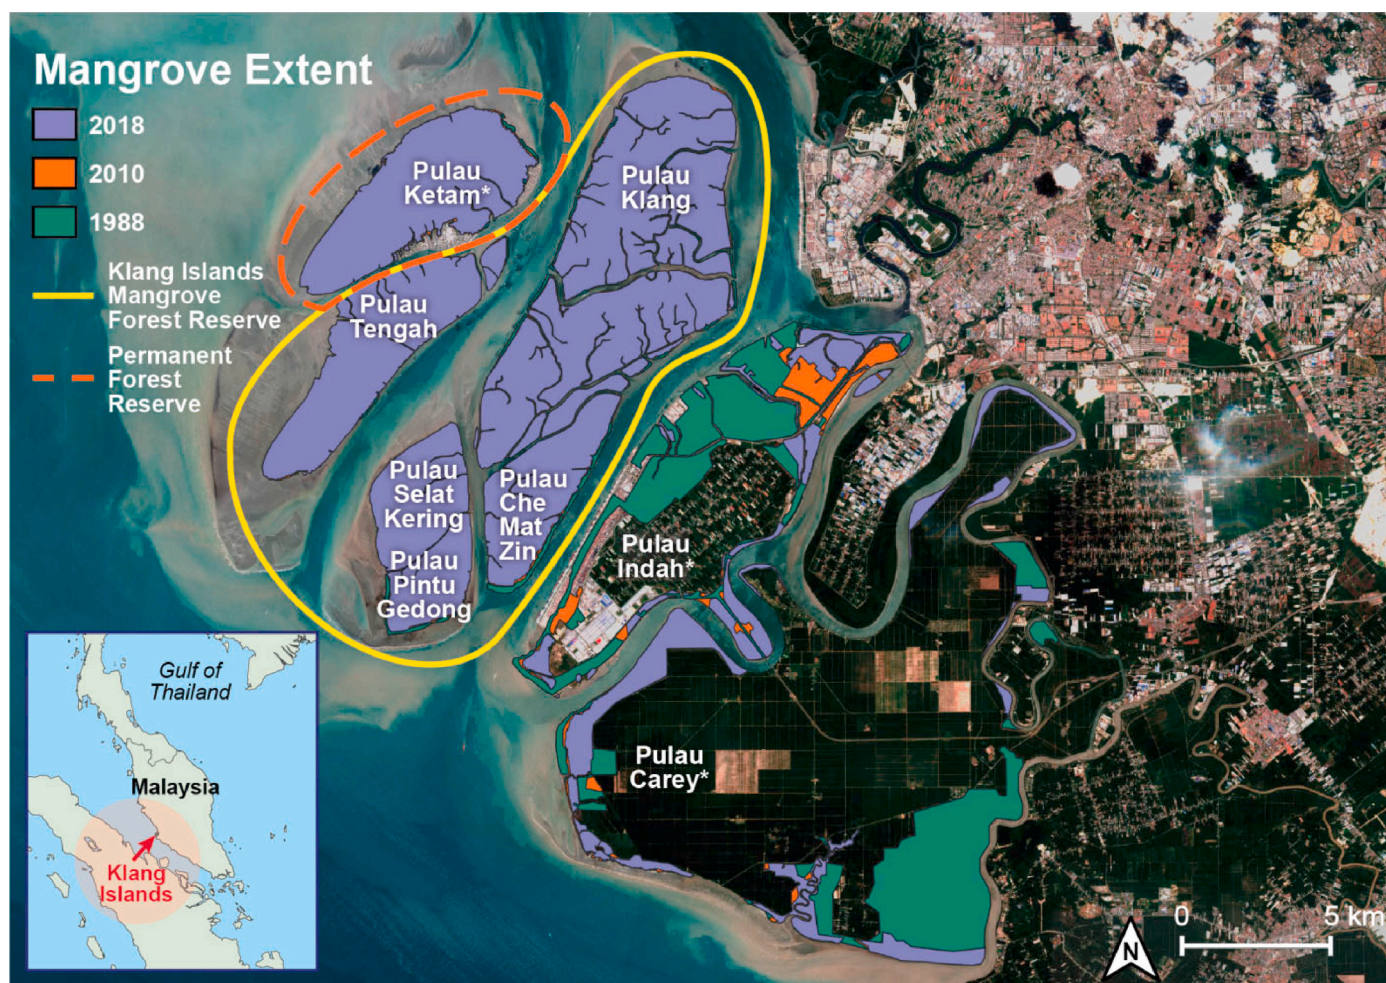 Mangrove Extent
2018
2010
1988
Klang Islands
Mangrove
Forest Reserve
Permanent
Forest
Reserve
Pulau
Ketam*
Pulau
Klang
Pulau
Tengah
Pulau
Selat
Kering
Pulau
Che
Mat
Zin
Pulau
Pintu
Gedong
Pulau
Indah*
Pulau
Carey*
Gulf of
Thailand
Malaysia
Klang
Islands
0
5 km
N